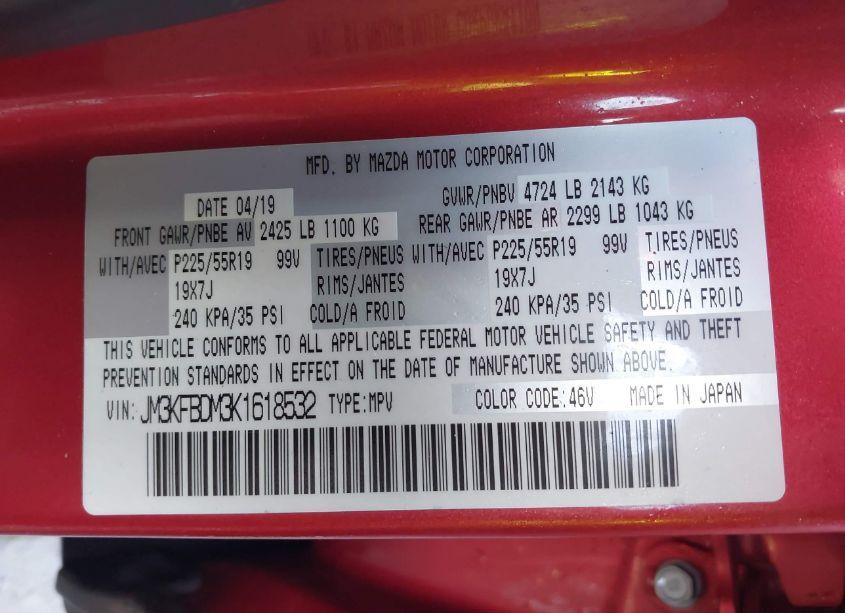 MFD. BY MAZDA MOTOR CORPORATION
DATE 04/19 GVWR/PNBV 4724 LB 2143 KG
FRONT GAWR/PNBE AV 2425 LB 1100 KG REAR GAWR/PNBE AR 2299 LB 1043 KG
WITH/AVEC P225/55R19 99V TIRES/PNEUS WITH/AVEC P225/55R19 99V TIRES/PNEUS
19X7J RIMS/JANTES 19X7J RIMS/JANTES
240 KPA/35 PSI COLD/A FROID 240 KPA/35 PSI COLD/A FROID
THIS VEHICLE CONFORMS TO ALL APPLICABLE FEDERAL MOTOR VEHICLE SAFETY AND THEFT
PREVENTION STANDARDS IN EFFECT ON THE DATE OF MANUFACTURE SHOWN ABOVE.
VIN: JM3KFBDM3K1618532 TYPE:MPV COLOR CODE:46V MADE IN JAPAN